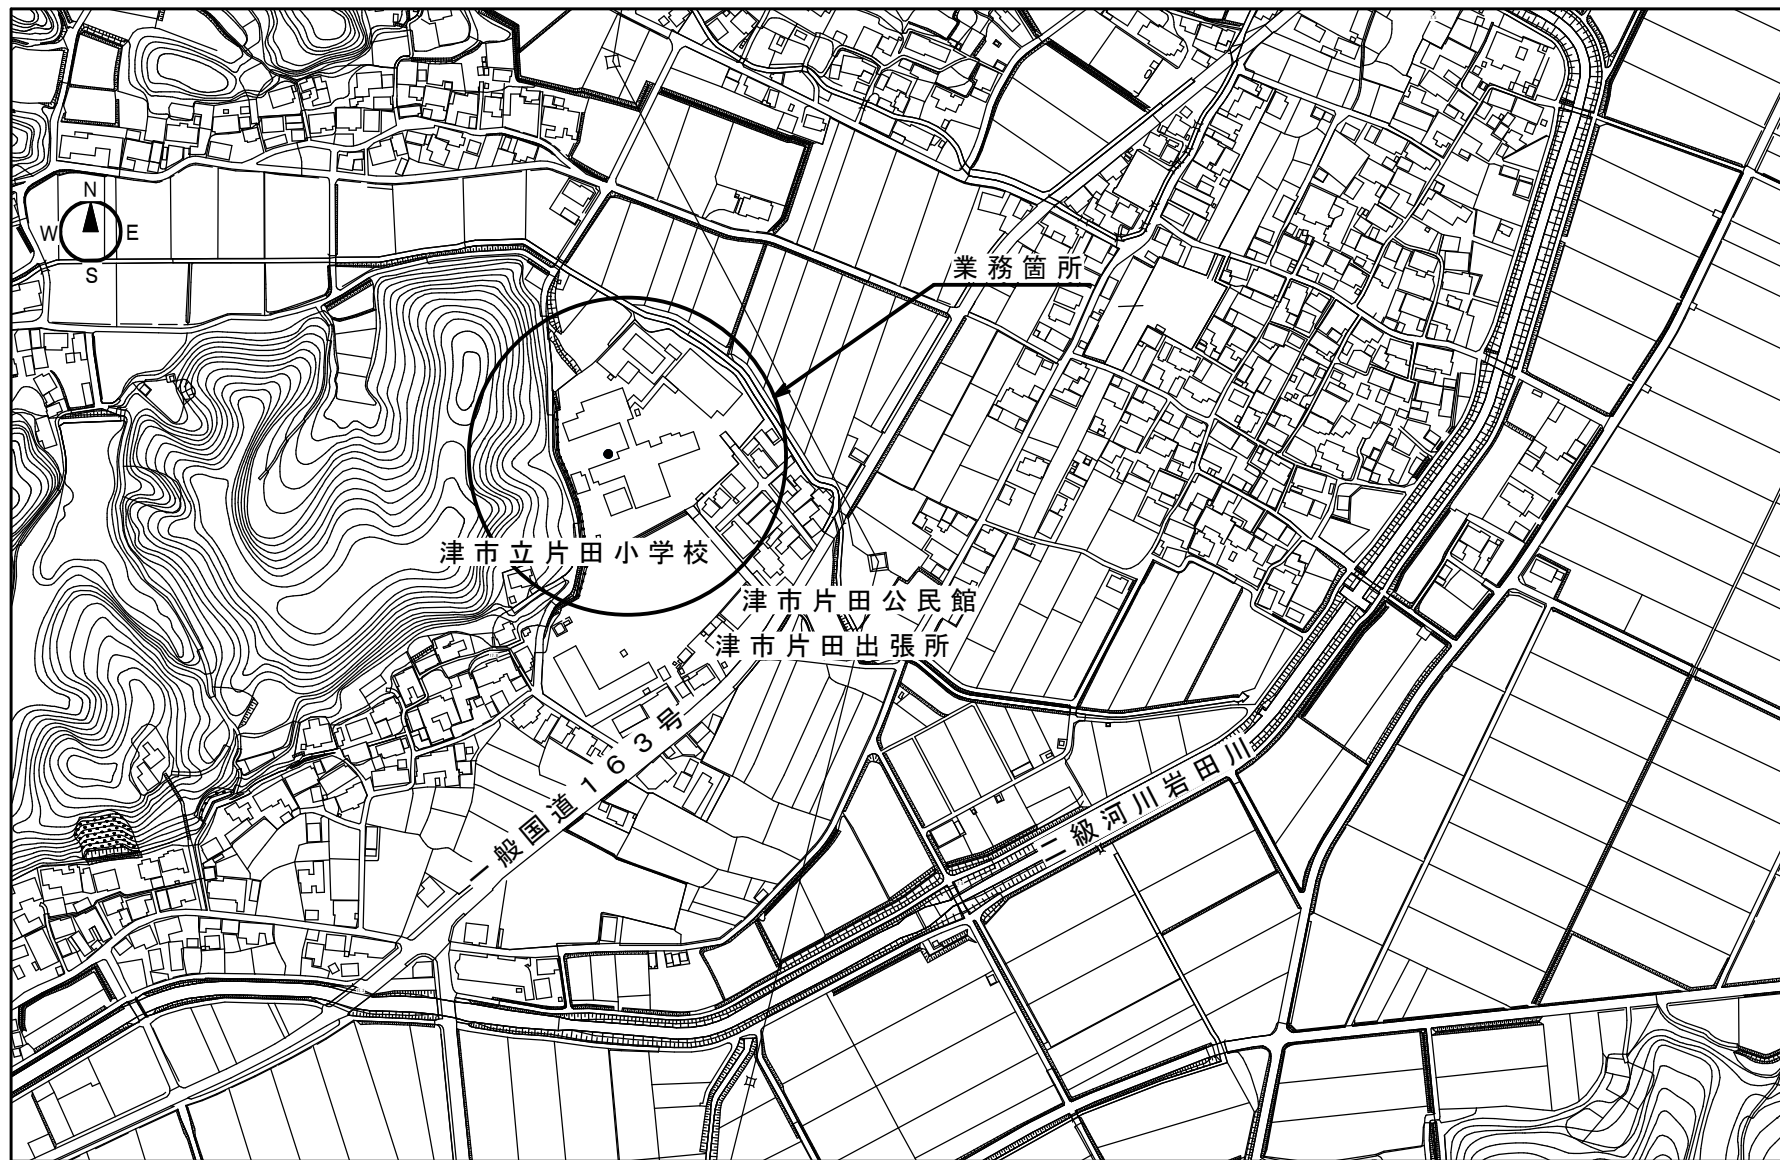 N
W E
S
業務箇所
津市立片田小学校
津市片田公民館
津市片田出張所
一般国道163号
二級河川岩田川